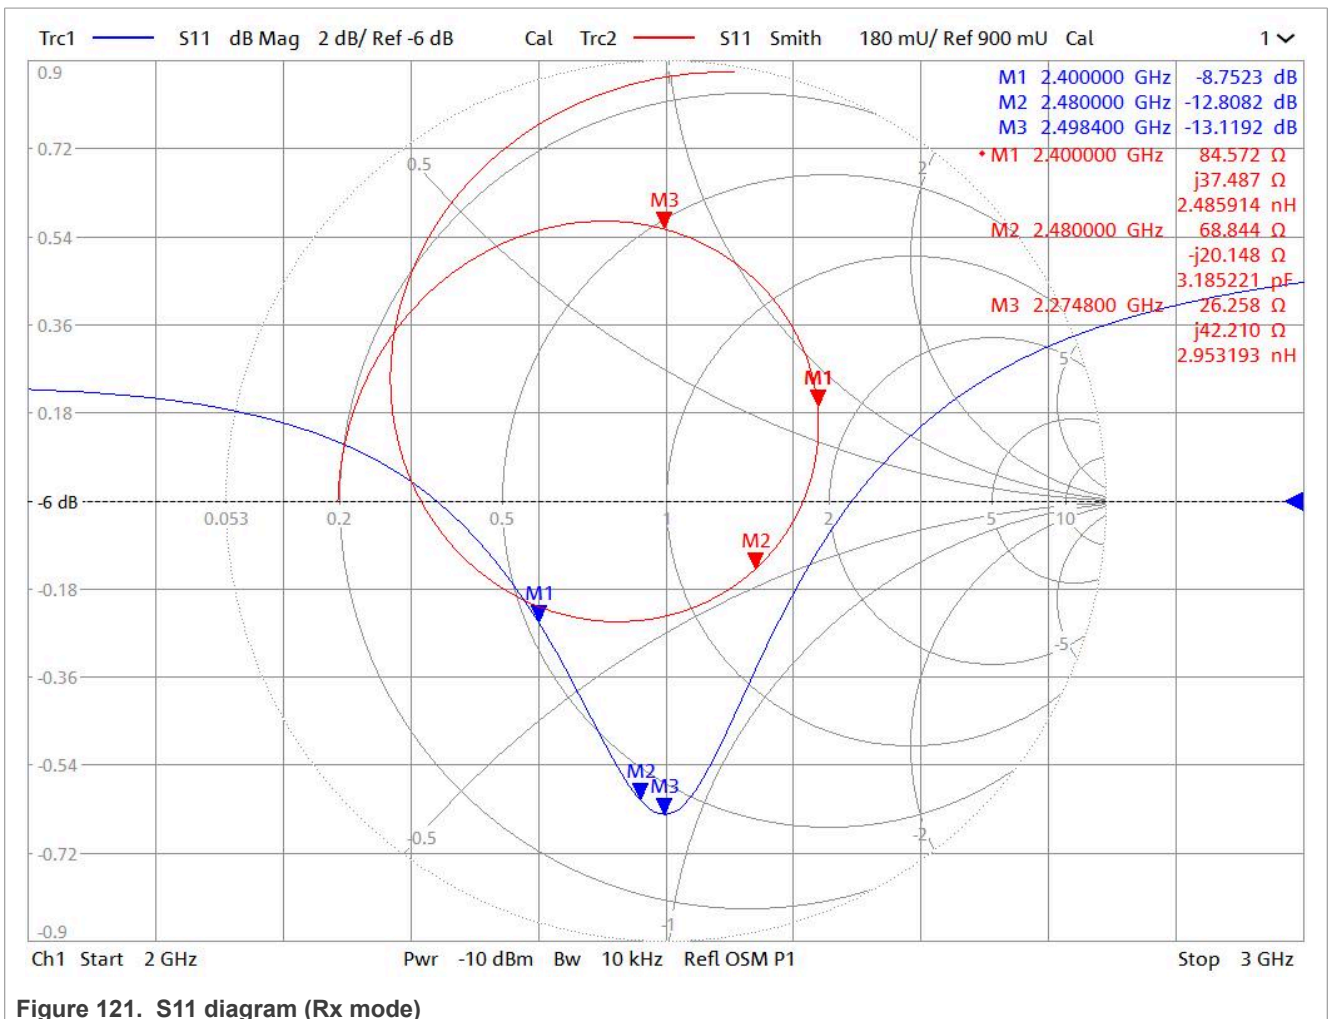 Trc1 S11 dB Mag 2 dB/ Ref -6 dB Cal Trc2 S11 Smith 180 mU/ Ref 900 mU Cal 1
M1 2.400000 GHz -8.7523 dB
M2 2.480000 GHz -12.8082 dB
M3 2.498400 GHz -13.1192 dB
M1 2.400000 GHz 84.572 Ω
j37.487 Ω
2.485914 nH
M2 2.480000 GHz 68.844 Ω
-j20.148 Ω
3.185221 pF
M3 2.274800 GHz 26.258 Ω
j42.210 Ω
2.953193 nH
0.9
0.72
0.54
0.36
0.18
-6 dB
-0.18
-0.36
-0.54
-0.72
-0.9
1
0.5
2
5
0.053 0.2 0.5 1 2 5 10
-5
-0.5
-2
-1
M3
M1
M2
M1
M2
M3
Ch1 Start 2 GHz Pwr -10 dBm Bw 10 kHz Refl OSM P1 Stop 3 GHz
Figure 121. S11 diagram (Rx mode)